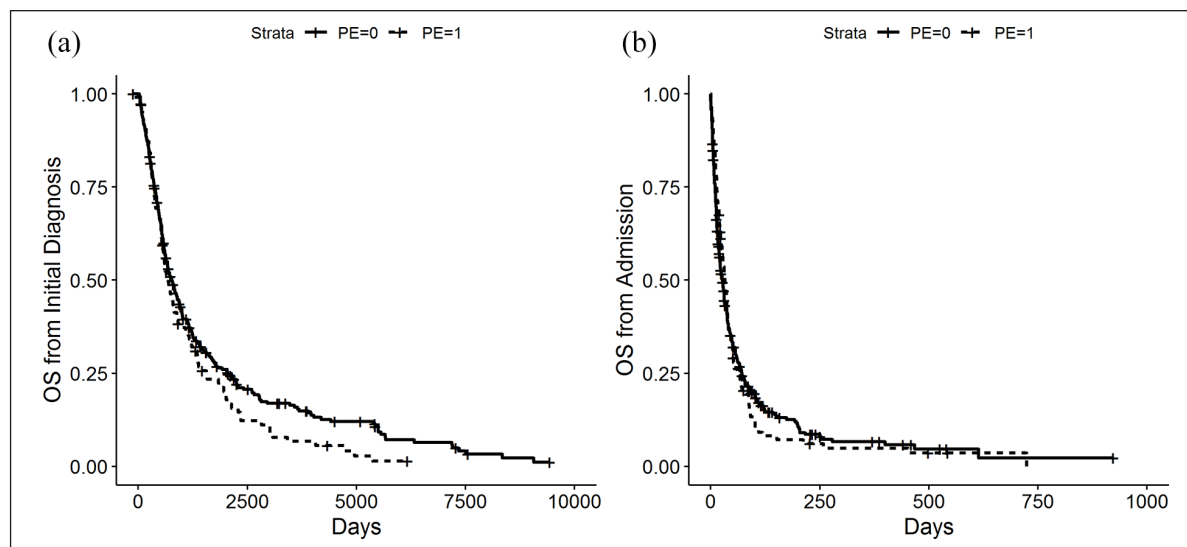 (a)
Strata PE=0 PE=1
OS from Initial Diagnosis
1.00
0.75
0.50
0.25
0.00
0 2500 5000 7500 10000
Days
(b)
Strata PE=0 PE=1
OS from Admission
1.00
0.75
0.50
0.25
0.00
0 250 500 750 1000
Days